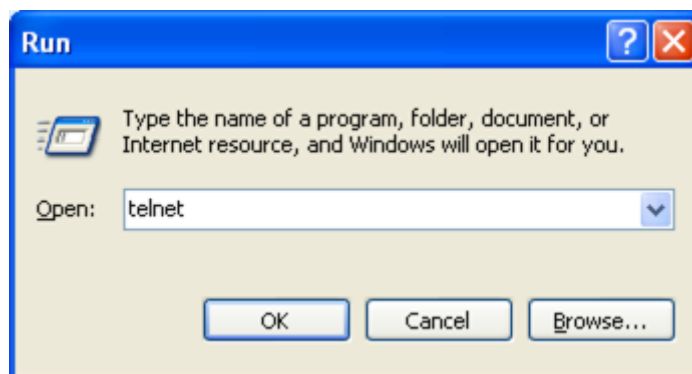 Run
Type the name of a program, folder, document, or
Internet resource, and Windows will open it for you.
Open: telnet
OK Cancel Browse...